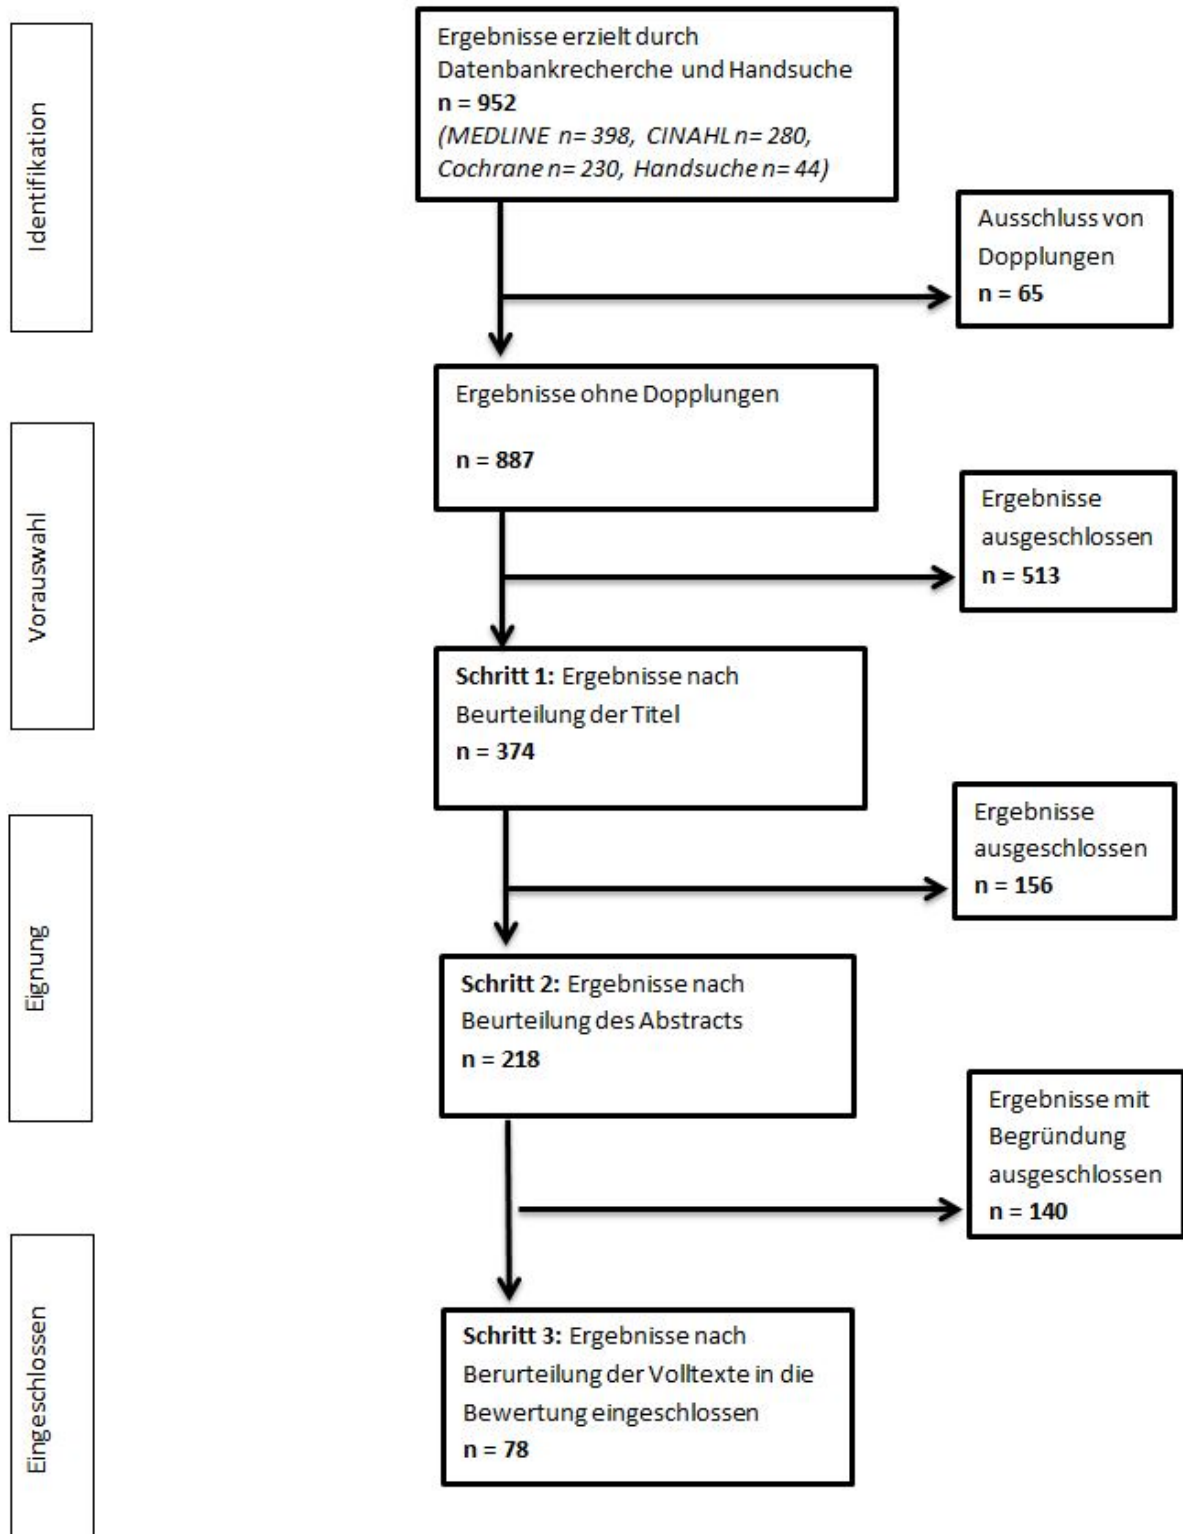 Identifikation
Ergebnisse erzielt durch
Datenbankrecherche und Handsuche
n = 952
(MEDLINE n= 398, CINAHL n= 280,
Cochrane n= 230, Handsuche n= 44)
Ausschluss von
Dopplungen
n = 65
Vorauswahl
Ergebnisse ohne Dopplungen
n = 887
Ergebnisse
ausgeschlossen
n = 513
Schritt 1: Ergebnisse nach
Beurteilung der Titel
n = 374
Eignung
Ergebnisse
ausgeschlossen
n = 156
Schritt 2: Ergebnisse nach
Beurteilung des Abstracts
n = 218
Ergebnisse mit
Begründung
ausgeschlossen
n = 140
Eingeschlossen
Schritt 3: Ergebnisse nach
Berurteilung der Volltexte in die
Bewertung eingeschlossen
n = 78